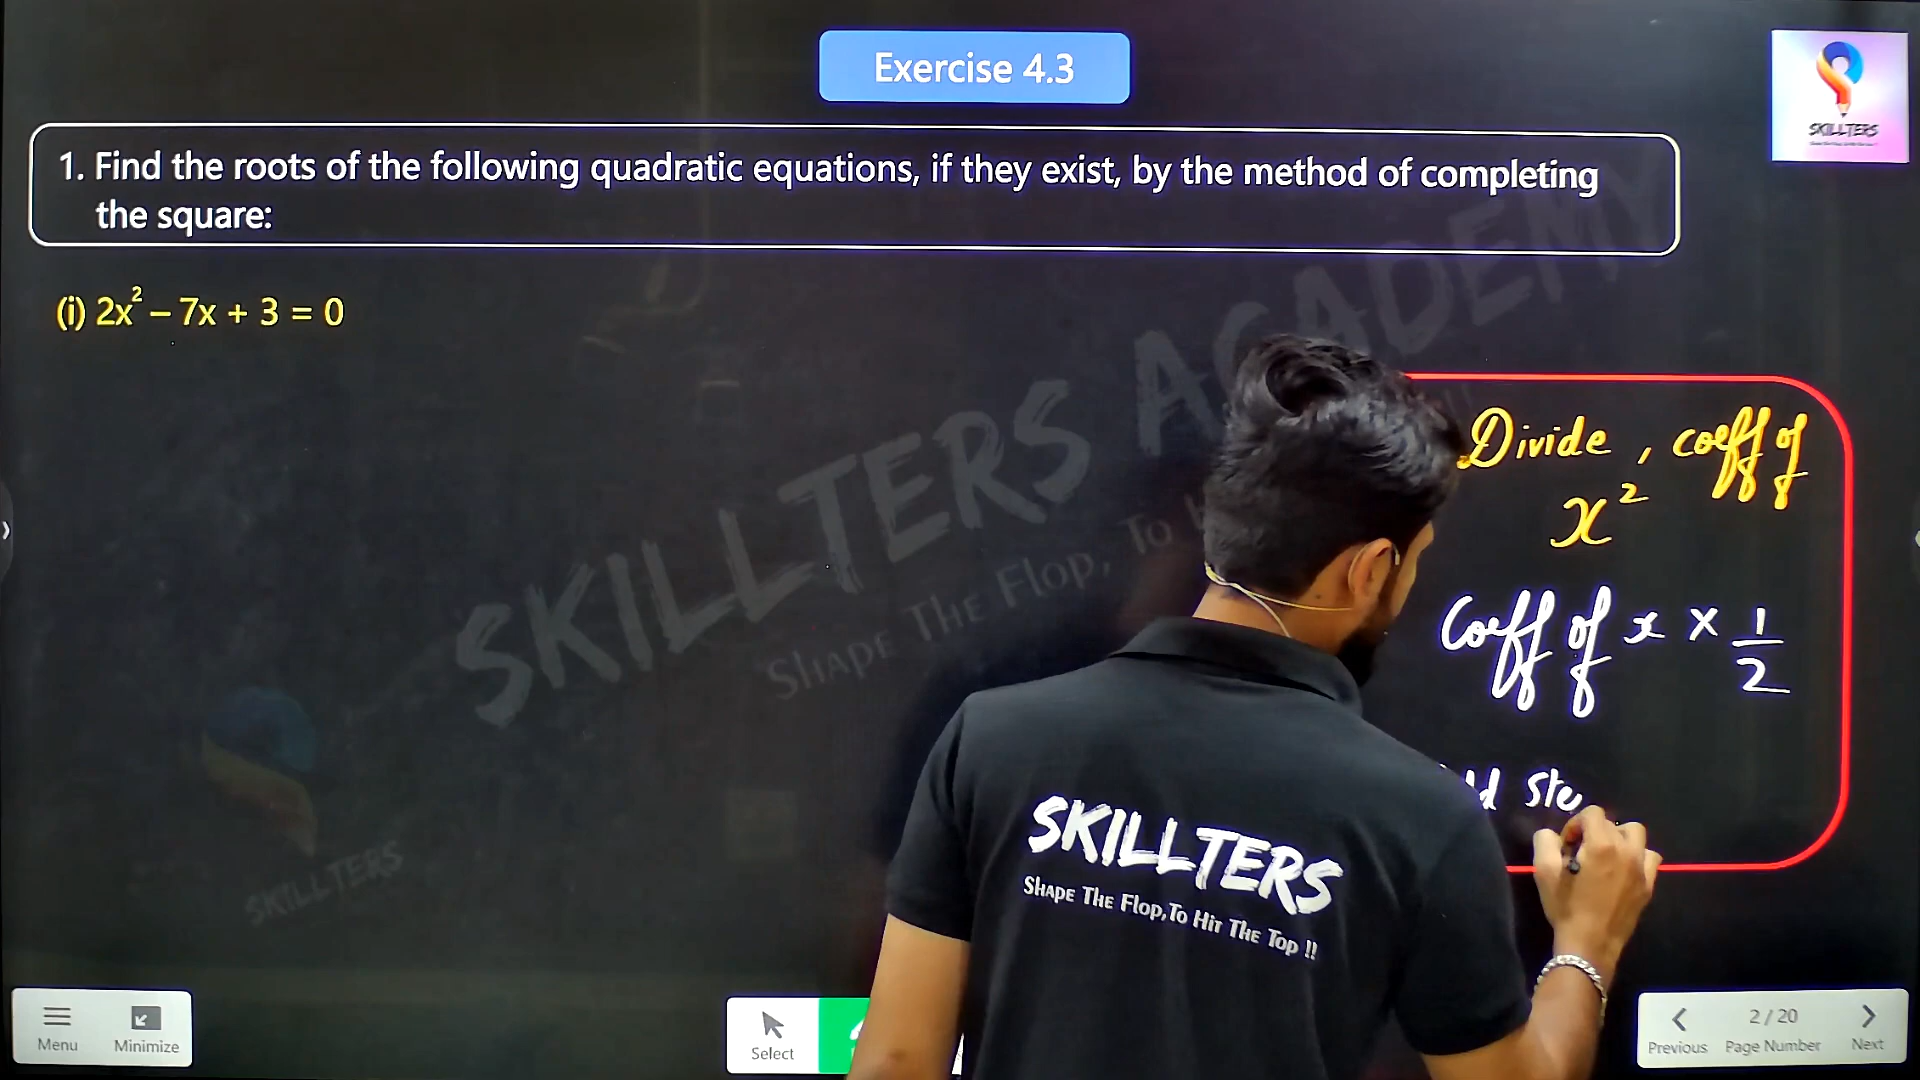 Exercise 4.3
SKILLTERS
1. Find the roots of the following quadratic equations, if they exist, by the method of completing
the square:
(i) 2x² – 7x + 3 = 0
SKILLTERS ACADEMY
Shape The Flop, To
Divide, coeff of
x²
Coeff of x × 1/2
Ste
SKILLTERS
Shape The Flop,To Hit The Top !!
SKILLTERS
Menu
Minimize
Select
Previous
2 / 20
Page Number
Next